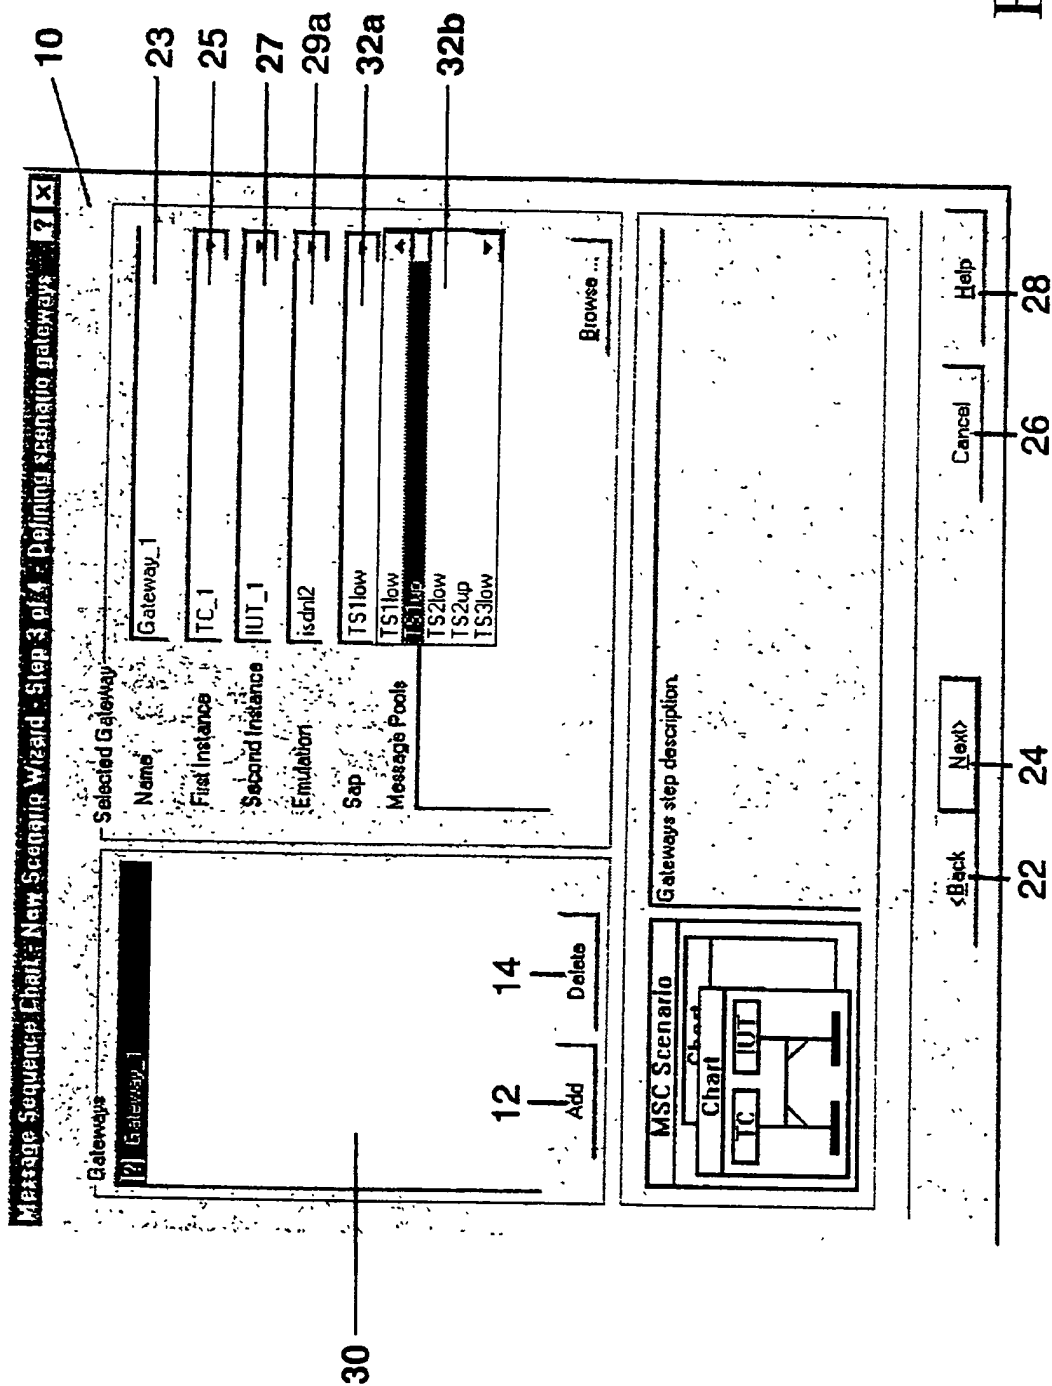 Message Sequence Chart - New Scenario Wizard - Step 3 of 4 - Defining scenario gateways ? x
10
Gateways
[?] Gateway_1
30
12
14
Add
Delete
Selected Gateway
Name
Gateway_1
23
First Instance
TC_1
25
Second Instance
IUT_1
27
Emulation
isdnl2
29a
Sap
TS1low
32a
Message Pools
TS1low
TS1up
TS2low
TS2up
TS3low
32b
Browse ...
MSC Scenario
Chart
Chart
TC
IUT
Gateways step description.
<Back
Next>
Cancel
Help
22
24
26
28